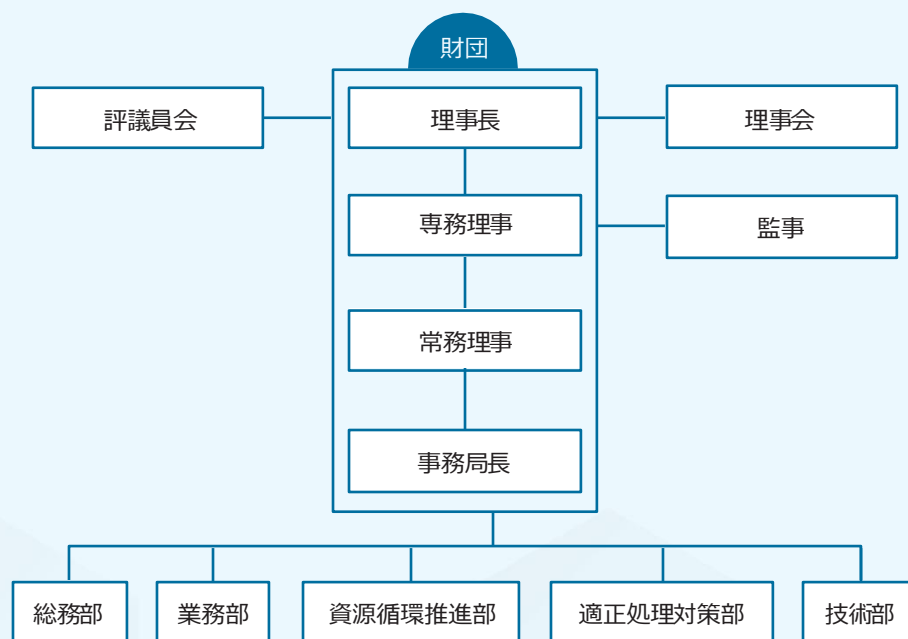 財団
評議員会
理事長
理事会
専務理事
監事
常務理事
事務局長
総務部
業務部
資源循環推進部
適正処理対策部
技術部